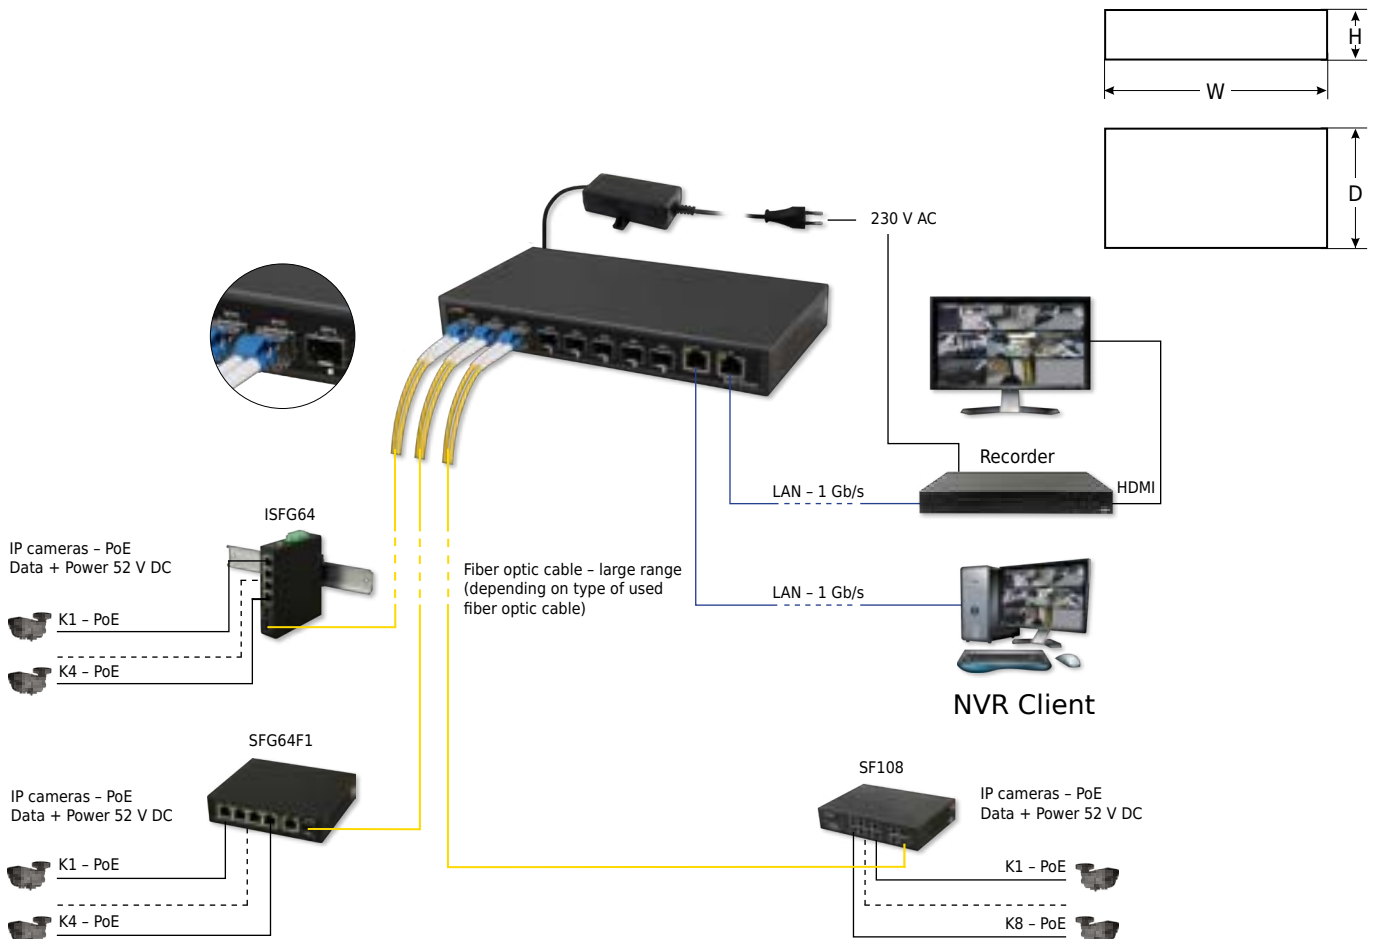 H
W
D
230 V AC
Recorder
HDMI
LAN – 1 Gb/s
ISFG64
IP cameras – PoE
Data + Power 52 V DC
K1 – PoE
K4 – PoE
Fiber optic cable – large range
(depending on type of used
fiber optic cable)
LAN – 1 Gb/s
NVR Client
SFG64F1
IP cameras – PoE
Data + Power 52 V DC
K1 – PoE
K4 – PoE
SF108
IP cameras – PoE
Data + Power 52 V DC
K1 – PoE
K8 – PoE